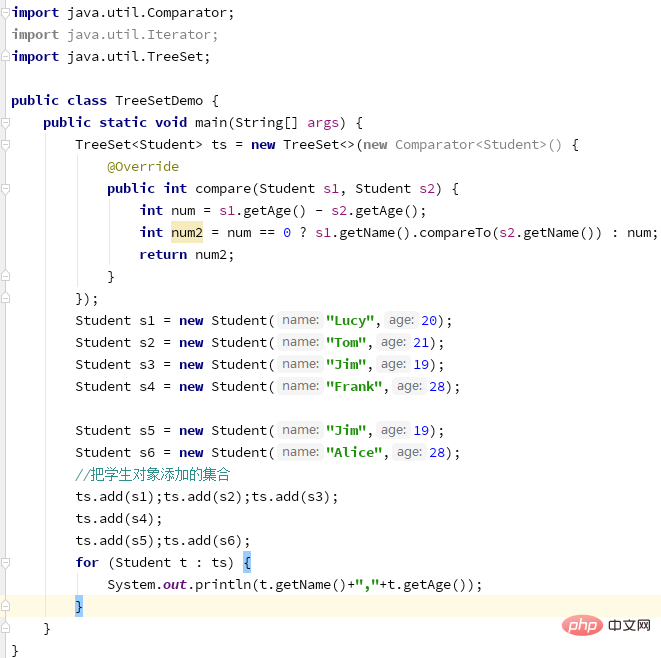 import java.util.Comparator;
import java.util.Iterator;
import java.util.TreeSet;

public class TreeSetDemo {
    public static void main(String[] args) {
        TreeSet<Student> ts = new TreeSet<>(new Comparator<Student>() {
            @Override
            public int compare(Student s1, Student s2) {
                int num = s1.getAge() - s2.getAge();
                int num2 = num == 0 ? s1.getName().compareTo(s2.getName()) : num;
                return num2;
            }
        });
        Student s1 = new Student( name: "Lucy", age: 20);
        Student s2 = new Student( name: "Tom", age: 21);
        Student s3 = new Student( name: "Jim", age: 19);
        Student s4 = new Student( name: "Frank", age: 28);

        Student s5 = new Student( name: "Jim", age: 19);
        Student s6 = new Student( name: "Alice", age: 28);
        //把学生对象添加的集合
        ts.add(s1);ts.add(s2);ts.add(s3);
        ts.add(s4);
        ts.add(s5);ts.add(s6);
        for (Student t : ts) {
            System.out.println(t.getName()+","+t.getAge());
        }
    }
}
php 中文网